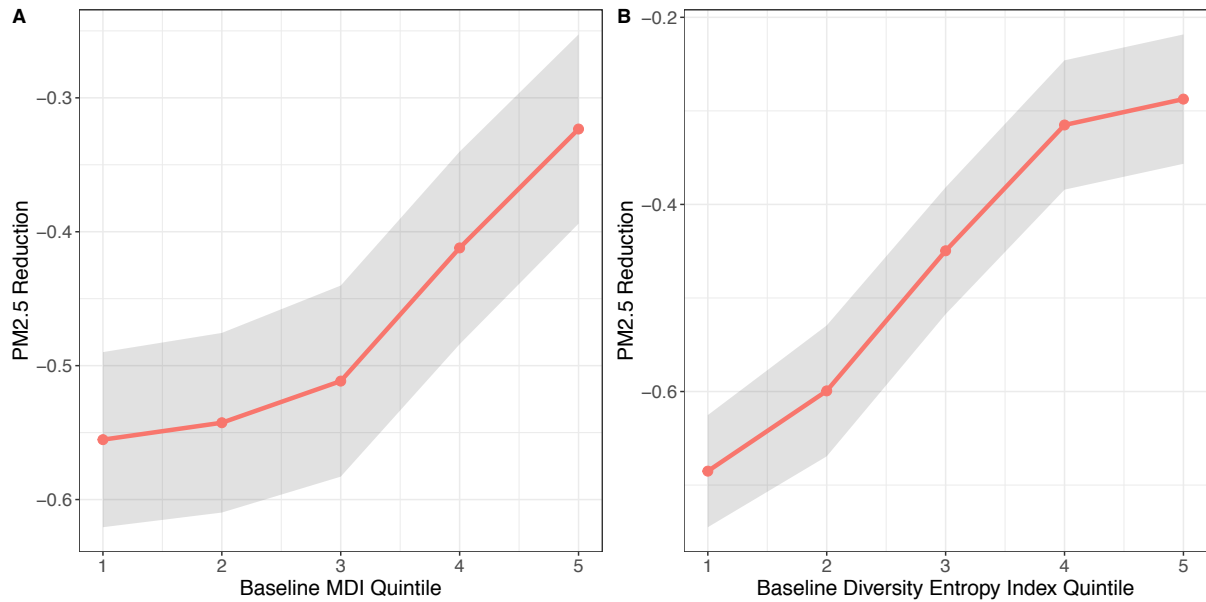 A
PM2.5 Reduction
−0.3
−0.4
−0.5
−0.6
1 2 3 4 5
Baseline MDI Quintile
B
PM2.5 Reduction
−0.2
−0.4
−0.6
1 2 3 4 5
Baseline Diversity Entropy Index Quintile